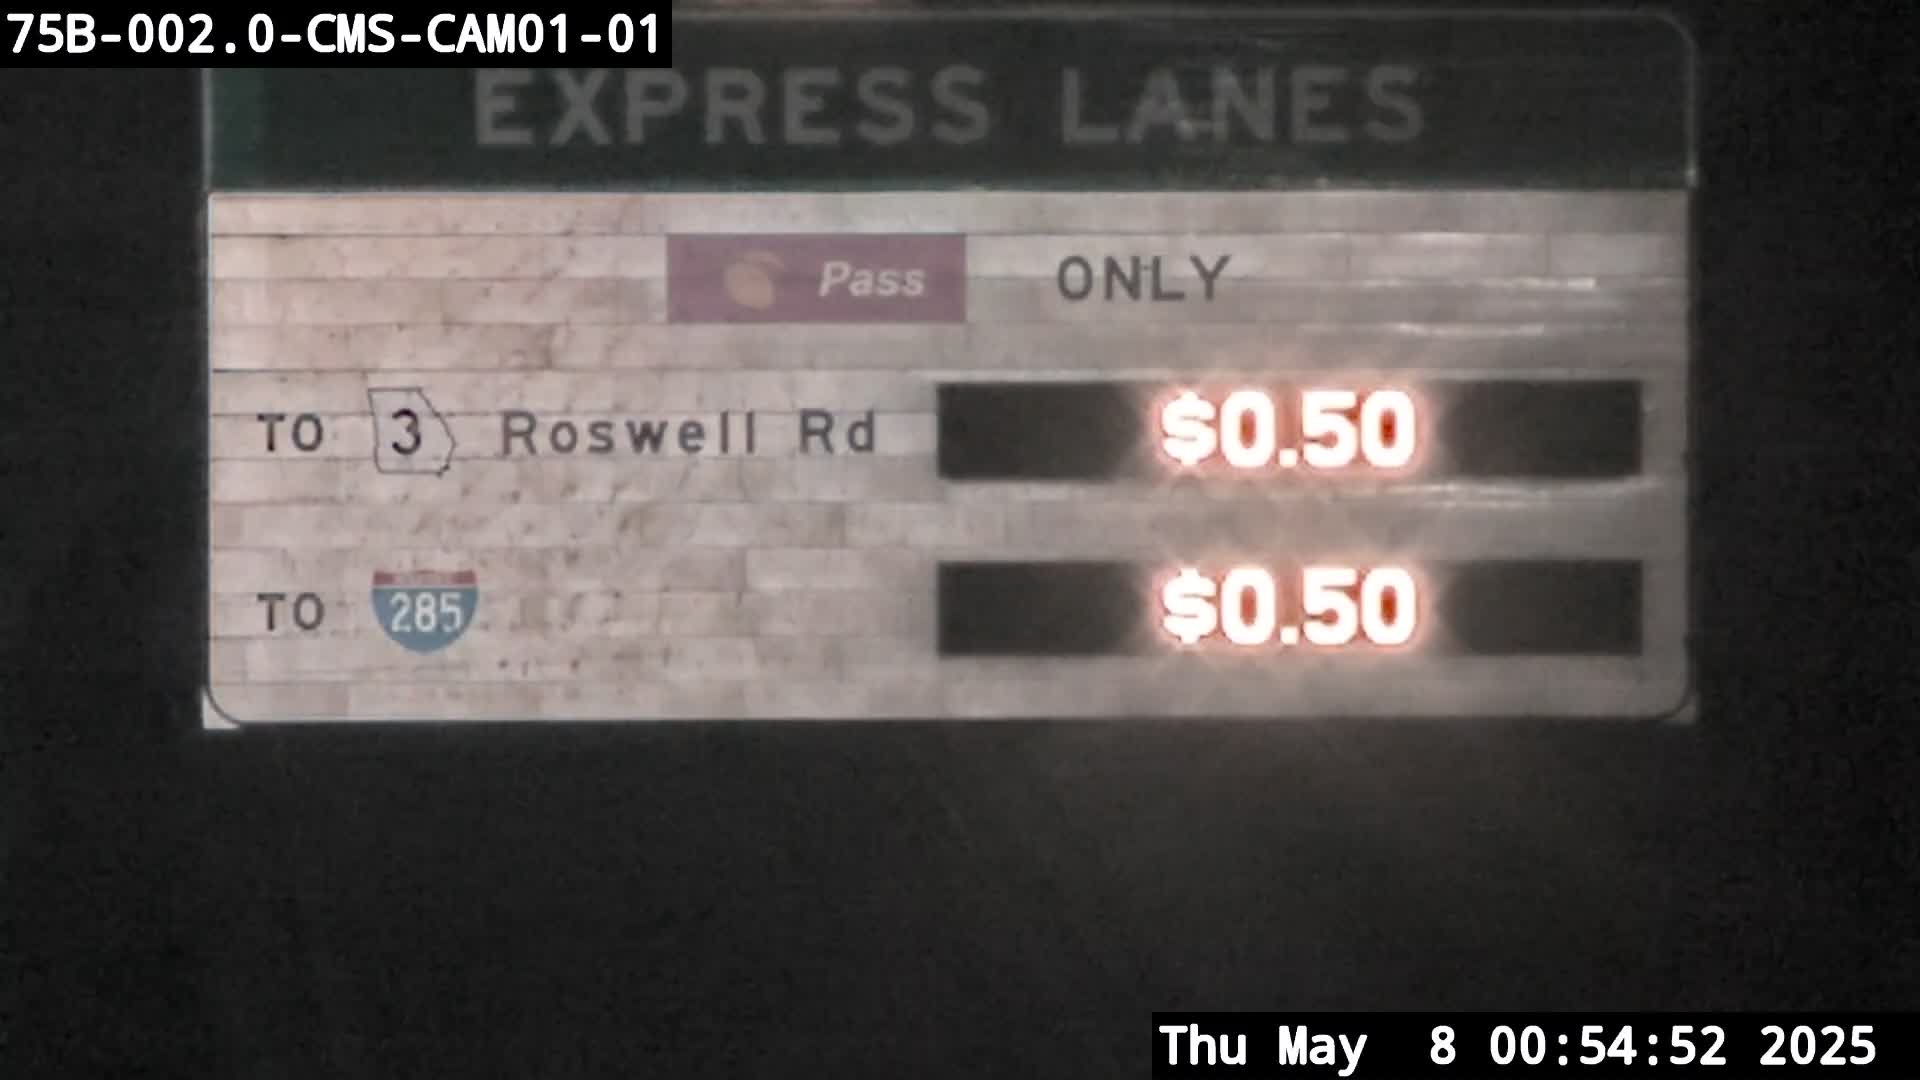 75B-002.0-CMS-CAM01-01
EXPRESS LANES
Pass ONLY
TO 3 Roswell Rd $0.50
TO 285 $0.50
Thu May 8 00:54:52 2025